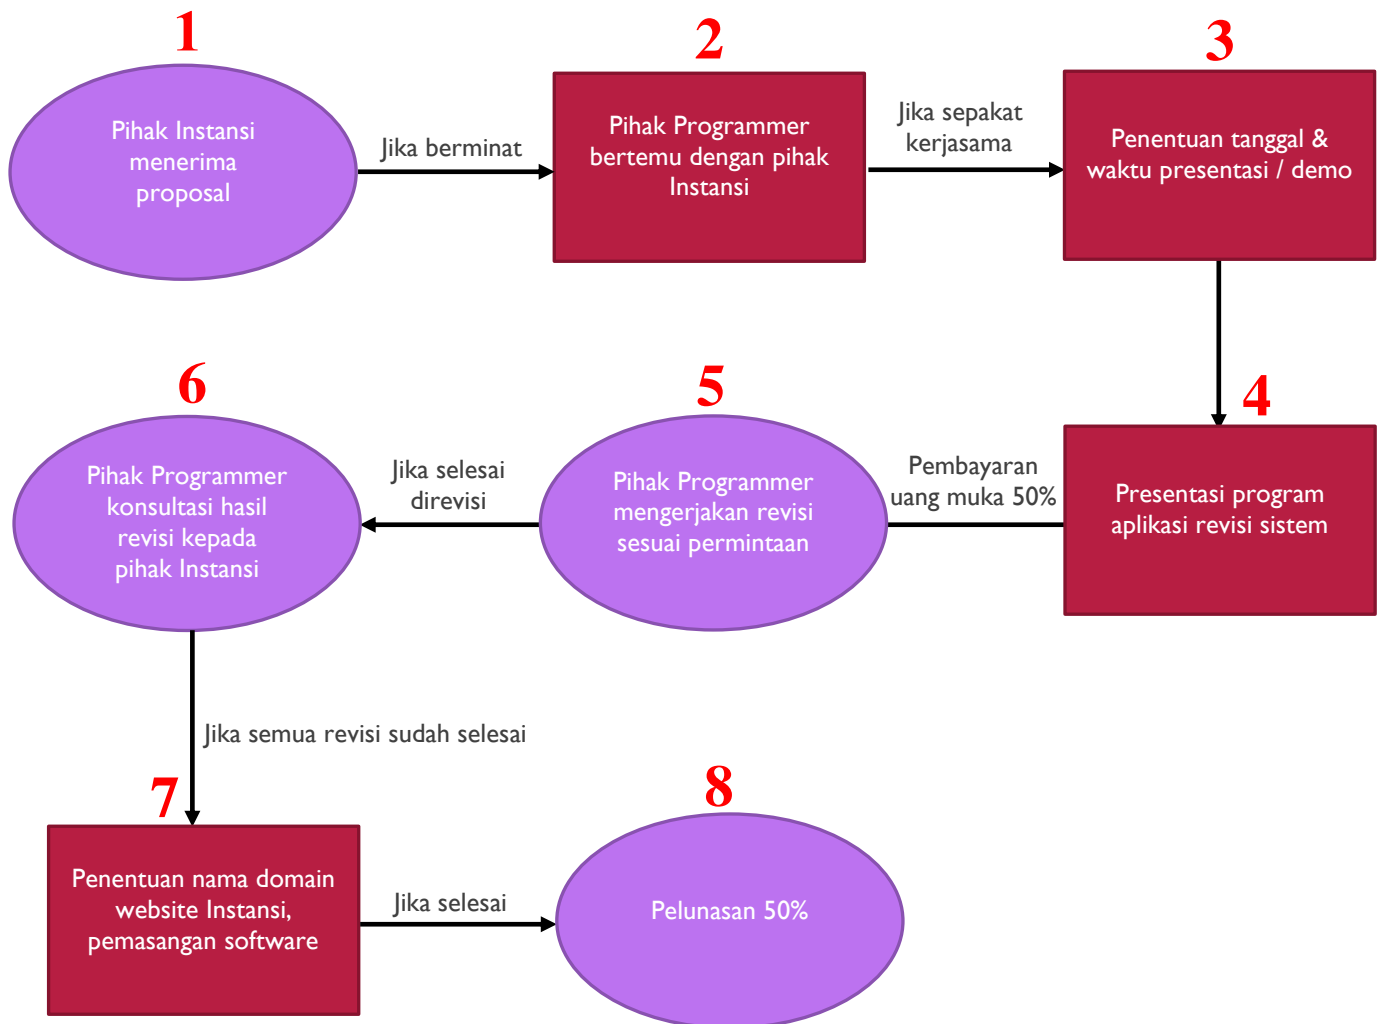 1
Pihak Instansi
menerima
proposal
Jika berminat
2
Pihak Programmer
bertemu dengan pihak
Instansi
Jika sepakat
kerjasama
3
Penentuan tanggal &
waktu presentasi / demo
4
Presentasi program
aplikasi revisi sistem
Pembayaran
uang muka 50%
5
Pihak Programmer
mengerjakan revisi
sesuai permintaan
Jika selesai
direvisi
6
Pihak Programmer
konsultasi hasil
revisi kepada
pihak Instansi
Jika semua revisi sudah selesai
7
Penentuan nama domain
website Instansi,
pemasangan software
Jika selesai
8
Pelunasan 50%